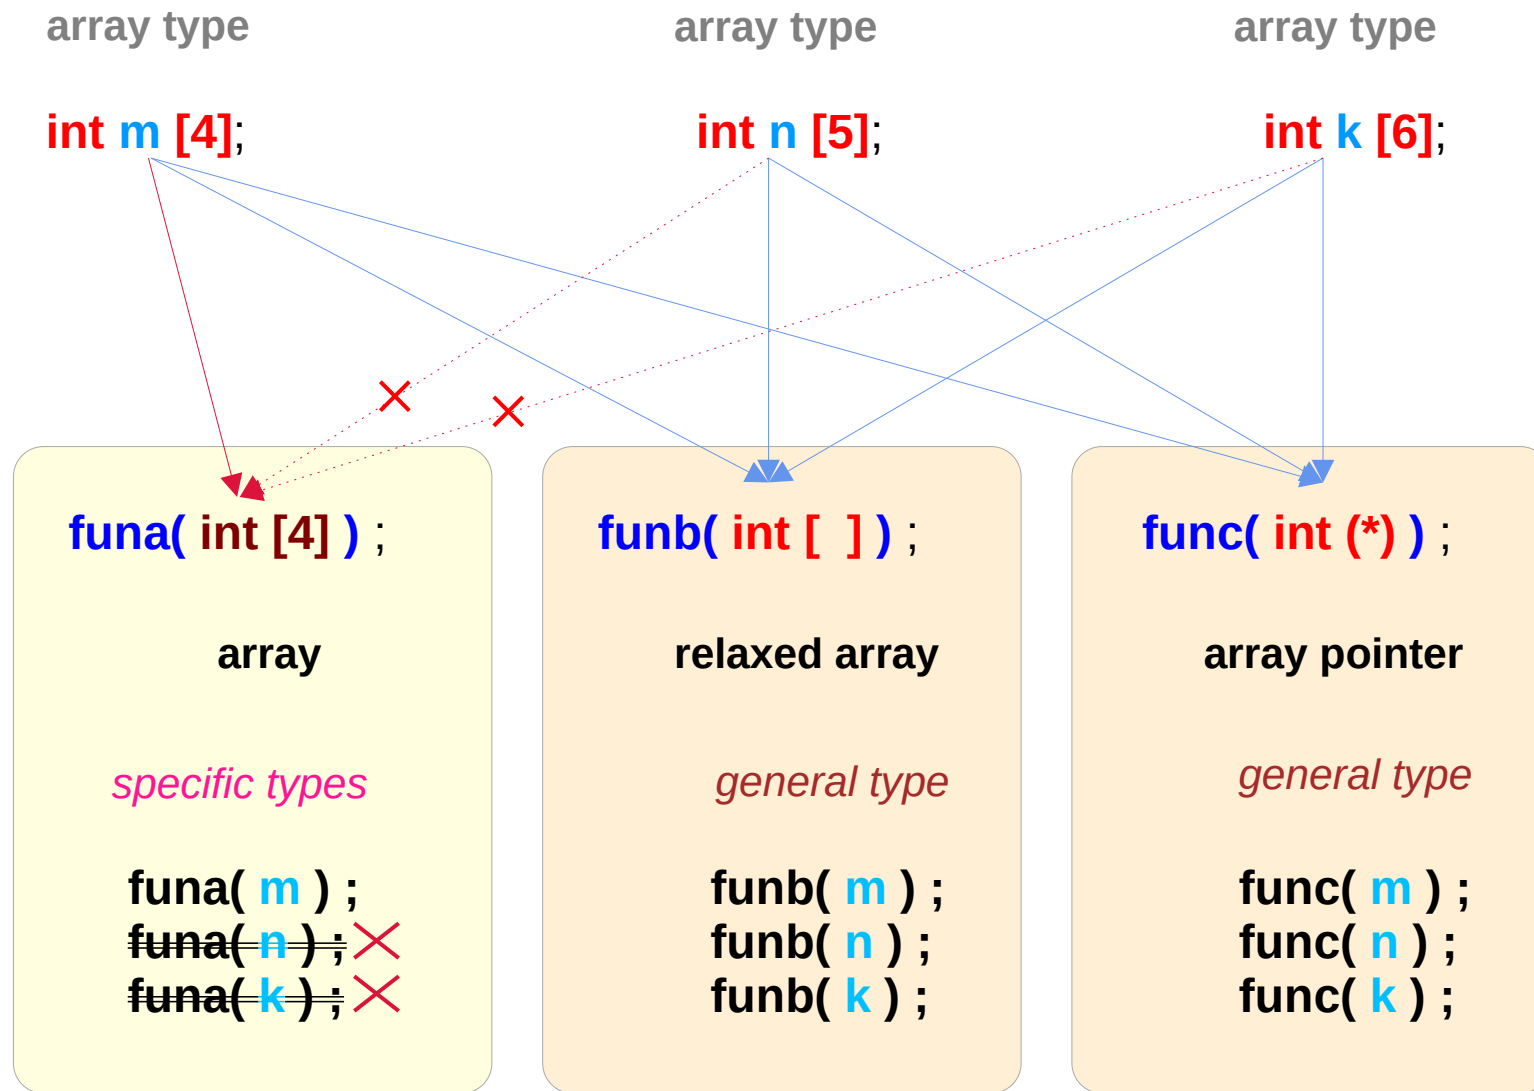 array type array type array type
int m [4]; int n [5]; int k [6];
funa( int [4] ) ; funb( int [  ] ) ; func( int (*) ) ;
array relaxed array array pointer
specific types general type general type
funa( m ) ; funb( m ) ; func( m ) ;
funa( n ) ; funb( n ) ; func( n ) ;
funa( k ) ; funb( k ) ; func( k ) ;